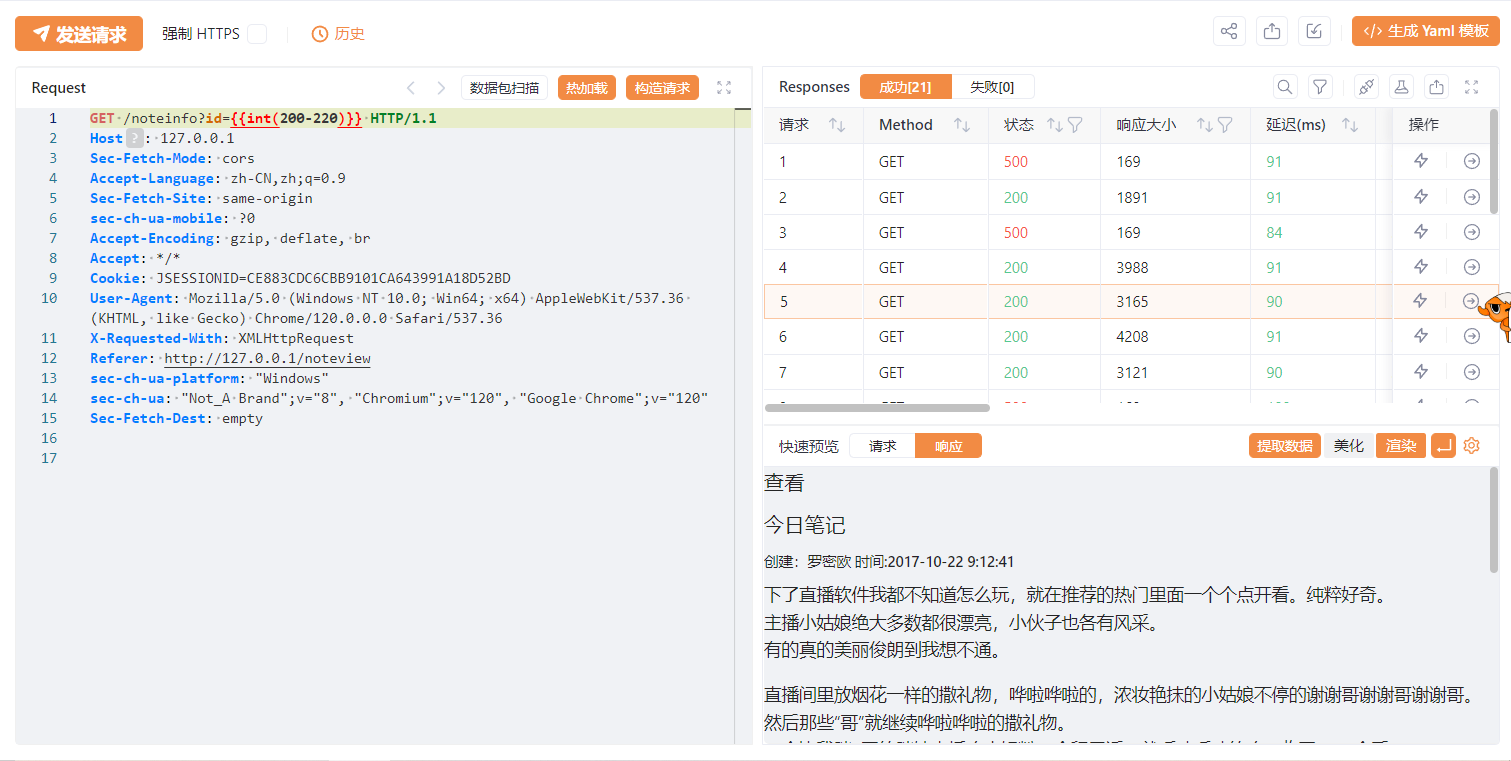 发送请求 强制 HTTPS 历史 </> 生成 Yaml 模板
Request 数据包扫描 热加载 构造请求
1 GET /noteinfo?id={{int(200-220)}} HTTP/1.1
2 Host ? : 127.0.0.1
3 Sec-Fetch-Mode: cors
4 Accept-Language: zh-CN,zh;q=0.9
5 Sec-Fetch-Site: same-origin
6 sec-ch-ua-mobile: ?0
7 Accept-Encoding: gzip, deflate, br
8 Accept: */*
9 Cookie: JSESSIONID=CE883CDC6CBB9101CA643991A18D52BD
10 User-Agent: Mozilla/5.0 (Windows NT 10.0; Win64; x64) AppleWebKit/537.36
(KHTML, like Gecko) Chrome/120.0.0.0 Safari/537.36
11 X-Requested-With: XMLHttpRequest
12 Referer: http://127.0.0.1/noteview
13 sec-ch-ua-platform: "Windows"
14 sec-ch-ua: "Not_A Brand";v="8", "Chromium";v="120", "Google Chrome";v="120"
15 Sec-Fetch-Dest: empty
16
17
Responses 成功[21] 失败[0]
请求 Method 状态 响应大小 延迟(ms) 操作
1 GET 500 169 91
2 GET 200 1891 91
3 GET 500 169 84
4 GET 200 3988 91
5 GET 200 3165 90
6 GET 200 4208 91
7 GET 200 3121 90
快速预览 请求 响应 提取数据 美化 渲染
查看
今日笔记
创建：罗密欧 时间:2017-10-22 9:12:41
下了直播软件我都不知道怎么玩，就在推荐的热门里面一个个点开看。纯粹好奇。
主播小姑娘绝大多数都很漂亮，小伙子也各有风采。
有的真的美丽俊朗到我想不通。
直播间里放烟花一样的撒礼物，哗啦哗啦的，浓妆艳抹的小姑娘不停的谢谢哥谢谢哥谢谢哥。
然后那些“哥”就继续哗啦哗啦的撒礼物。